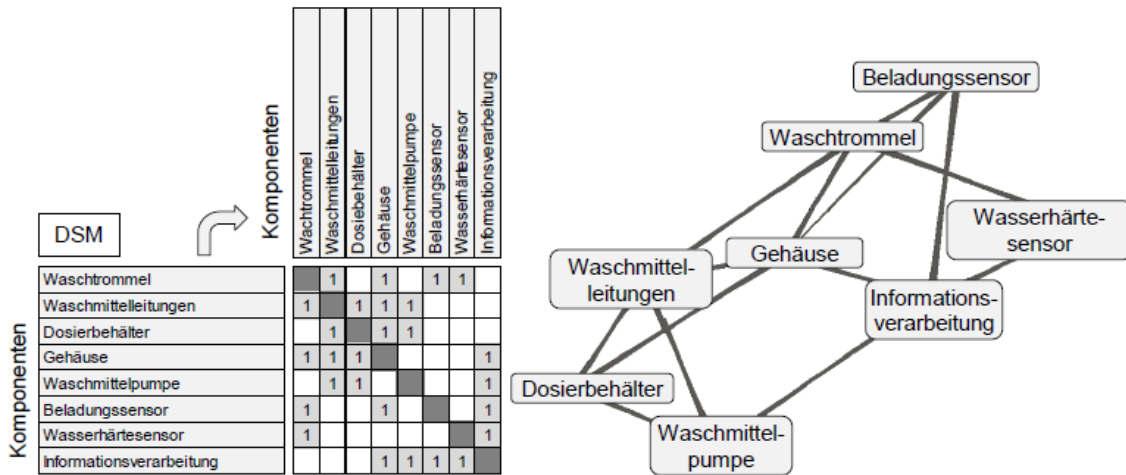 DSM
Komponenten
Wachtrommel
Waschmittelleitungen
Dosiebehälter
Gehäuse
Waschmittelpumpe
Beladungssensor
Wasserhärtesensor
Informationsverarbeitung
Komponenten
Waschtrommel 1 1 1 1
Waschmittelleitungen 1 1 1 1
Dosierbehälter 1 1 1
Gehäuse 1 1 1 1
Waschmittelpumpe 1 1 1
Beladungssensor 1 1 1
Wasserhärtesensor 1 1
Informationsverarbeitung 1 1 1 1
Beladungssensor
Waschtrommel
Wasserhärte-
sensor
Gehäuse
Waschmittel-
leitungen
Informations-
verarbeitung
Dosierbehälter
Waschmittel-
pumpe